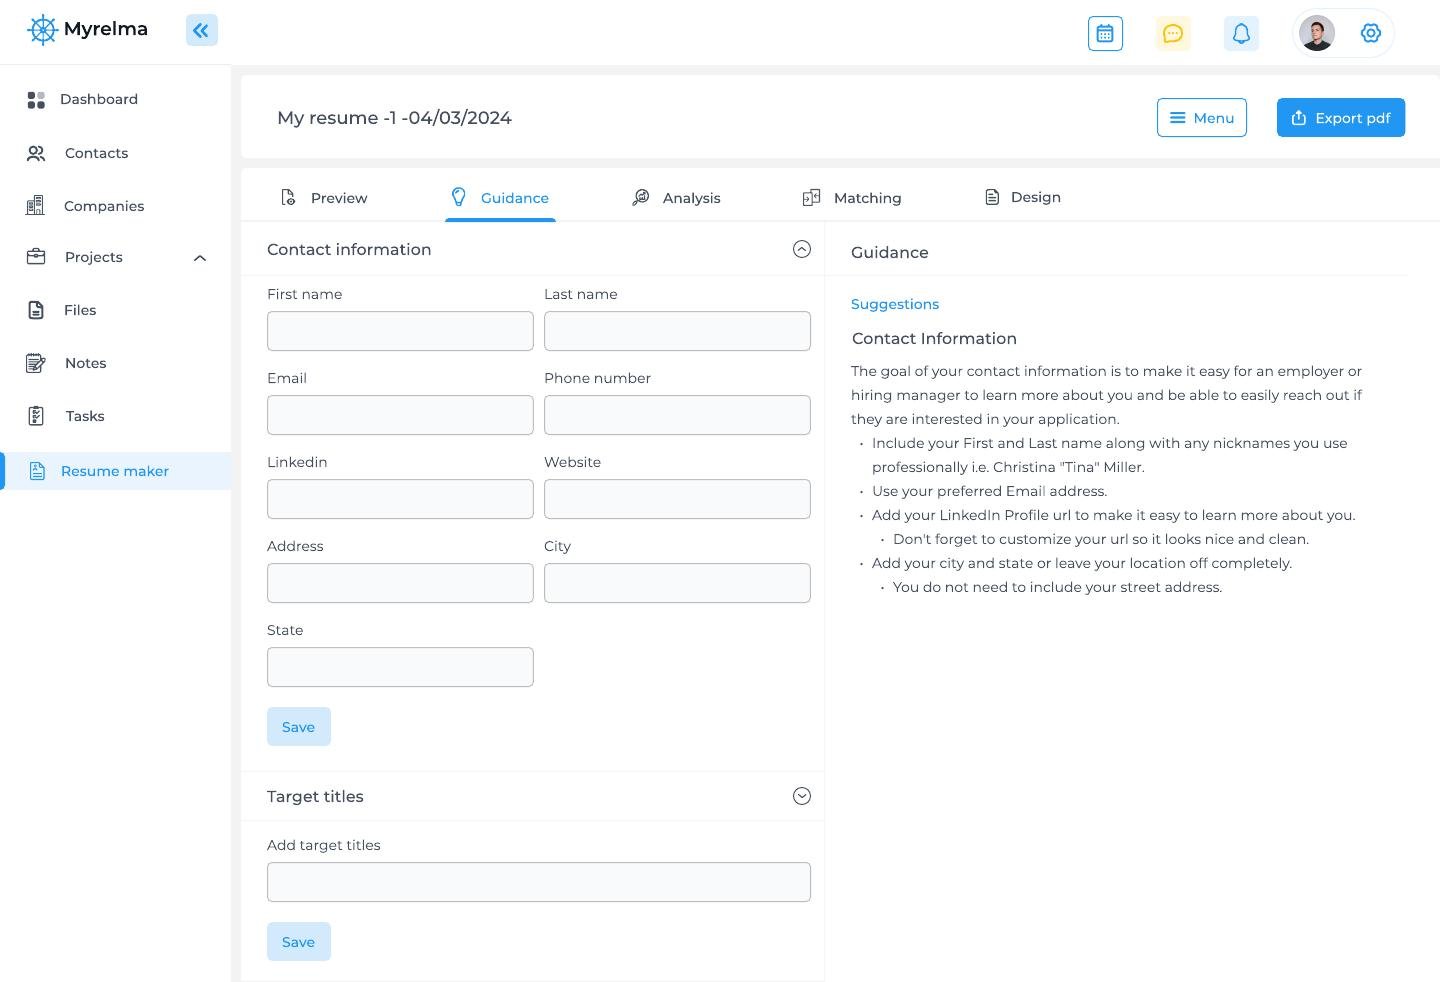 Myrelma
Dashboard
Contacts
Companies
Projects
Files
Notes
Tasks
Resume maker
My resume -1 -04/03/2024
Menu
Export pdf
Preview
Guidance
Analysis
Matching
Design
Contact information
First name
Last name
Email
Phone number
Linkedin
Website
Address
City
State
Save
Target titles
Add target titles
Save
Guidance
Suggestions
Contact Information
The goal of your contact information is to make it easy for an employer or
hiring manager to learn more about you and be able to easily reach out if
they are interested in your application.
• Include your First and Last name along with any nicknames you use
professionally i.e. Christina "Tina" Miller.
• Use your preferred Email address.
• Add your LinkedIn Profile url to make it easy to learn more about you.
• Don't forget to customize your url so it looks nice and clean.
• Add your city and state or leave your location off completely.
• You do not need to include your street address.